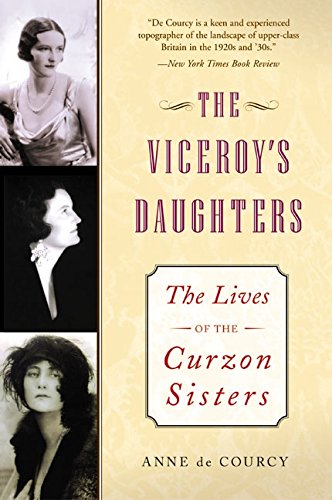 "De Courcy is a keen and experienced
topographer of the landscape of upper-class
Britain in the 1920s and '30s."
—New York Times Book Review
THE
VICEROY'S
DAUGHTERS
The Lives
OF THE
Curzon
Sisters
ANNE de COURCY